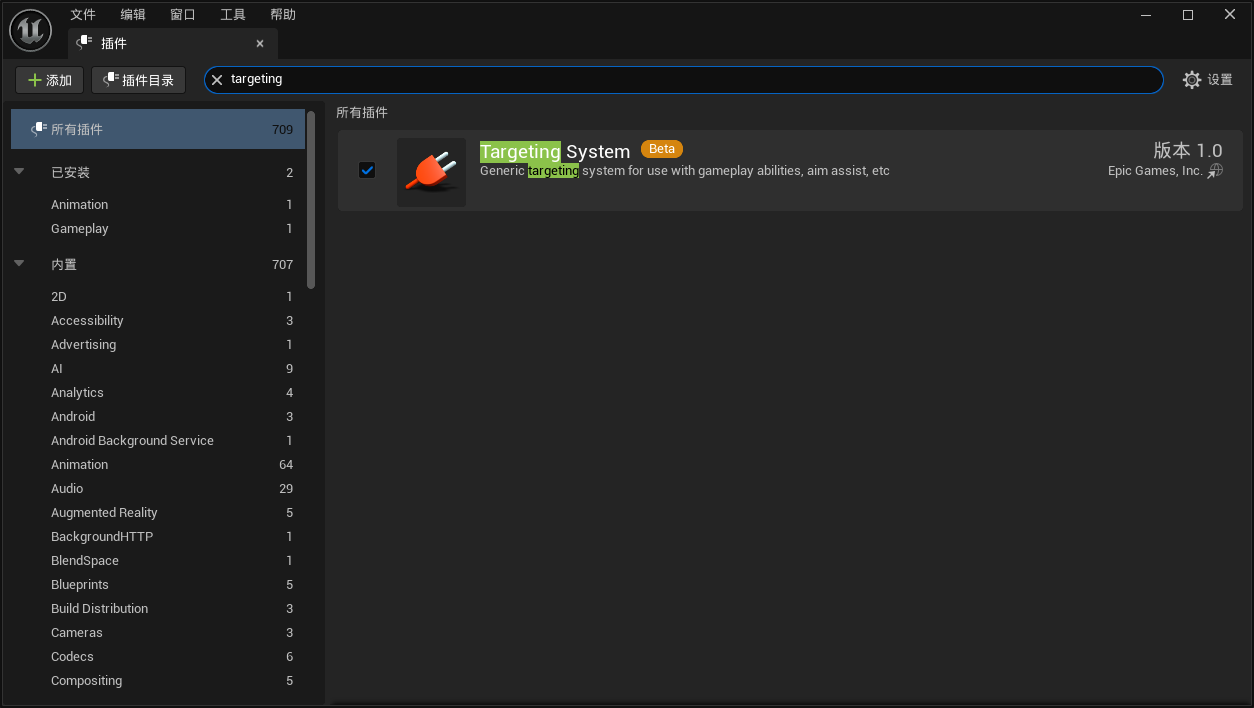 文件 编辑 窗口 工具 帮助
插件
添加 插件目录 targeting 设置
所有插件 709
已安装 2
Animation 1
Gameplay 1
内置 707
2D 1
Accessibility 3
Advertising 1
AI 9
Analytics 4
Android 3
Android Background Service 1
Animation 64
Audio 29
Augmented Reality 5
BackgroundHTTP 1
BlendSpace 1
Blueprints 5
Build Distribution 3
Cameras 3
Codecs 6
Compositing 5
所有插件
Targeting System Beta 版本 1.0
Generic targeting system for use with gameplay abilities, aim assist, etc Epic Games, Inc.